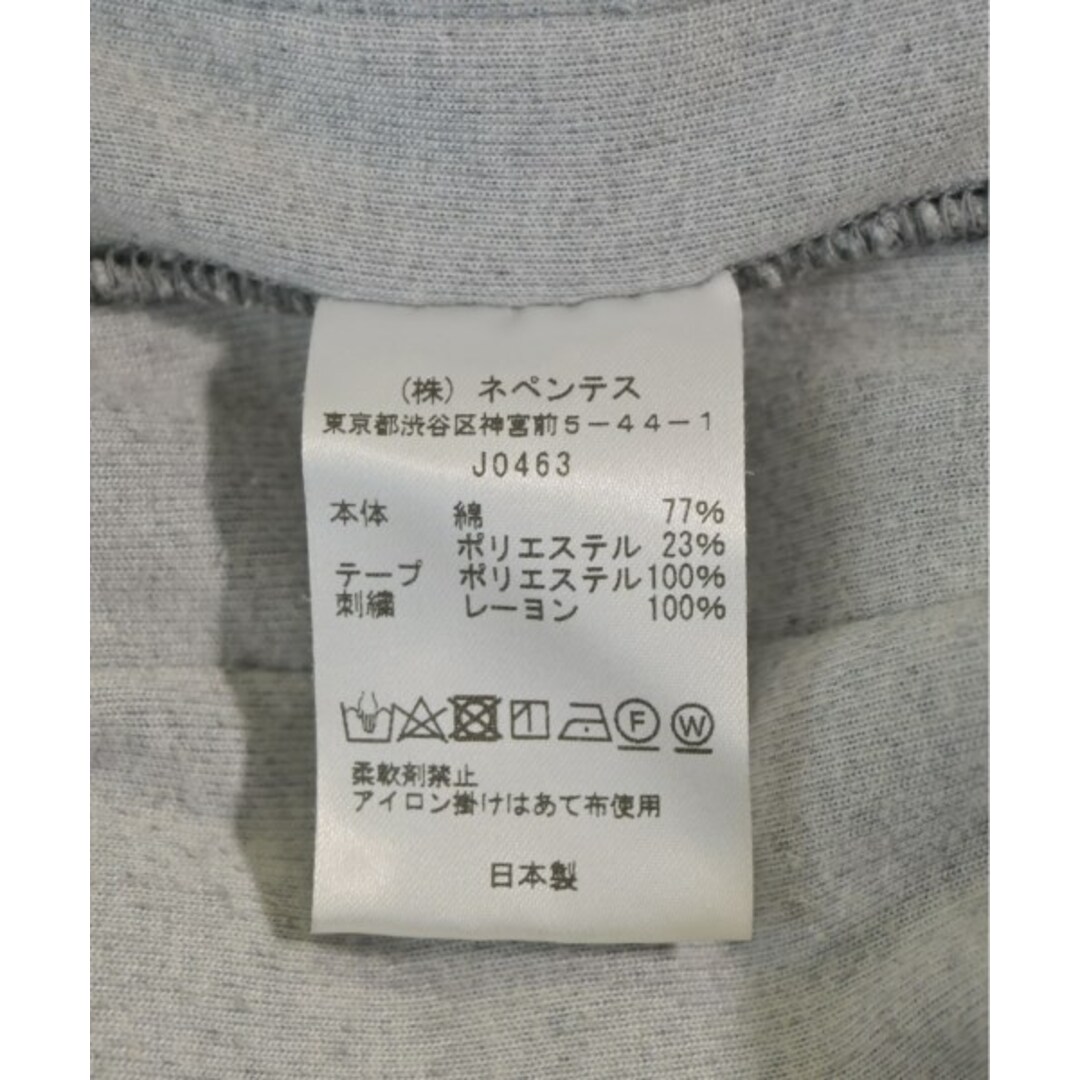 (株) ネペンテス
東京都渋谷区神宮前5－44－1
J0463
本体 綿 77%
ポリエステル 23%
テープ ポリエステル 100%
刺繍 レーヨン 100%
F W
柔軟剤禁止
アイロン掛けはあて布使用
日本製